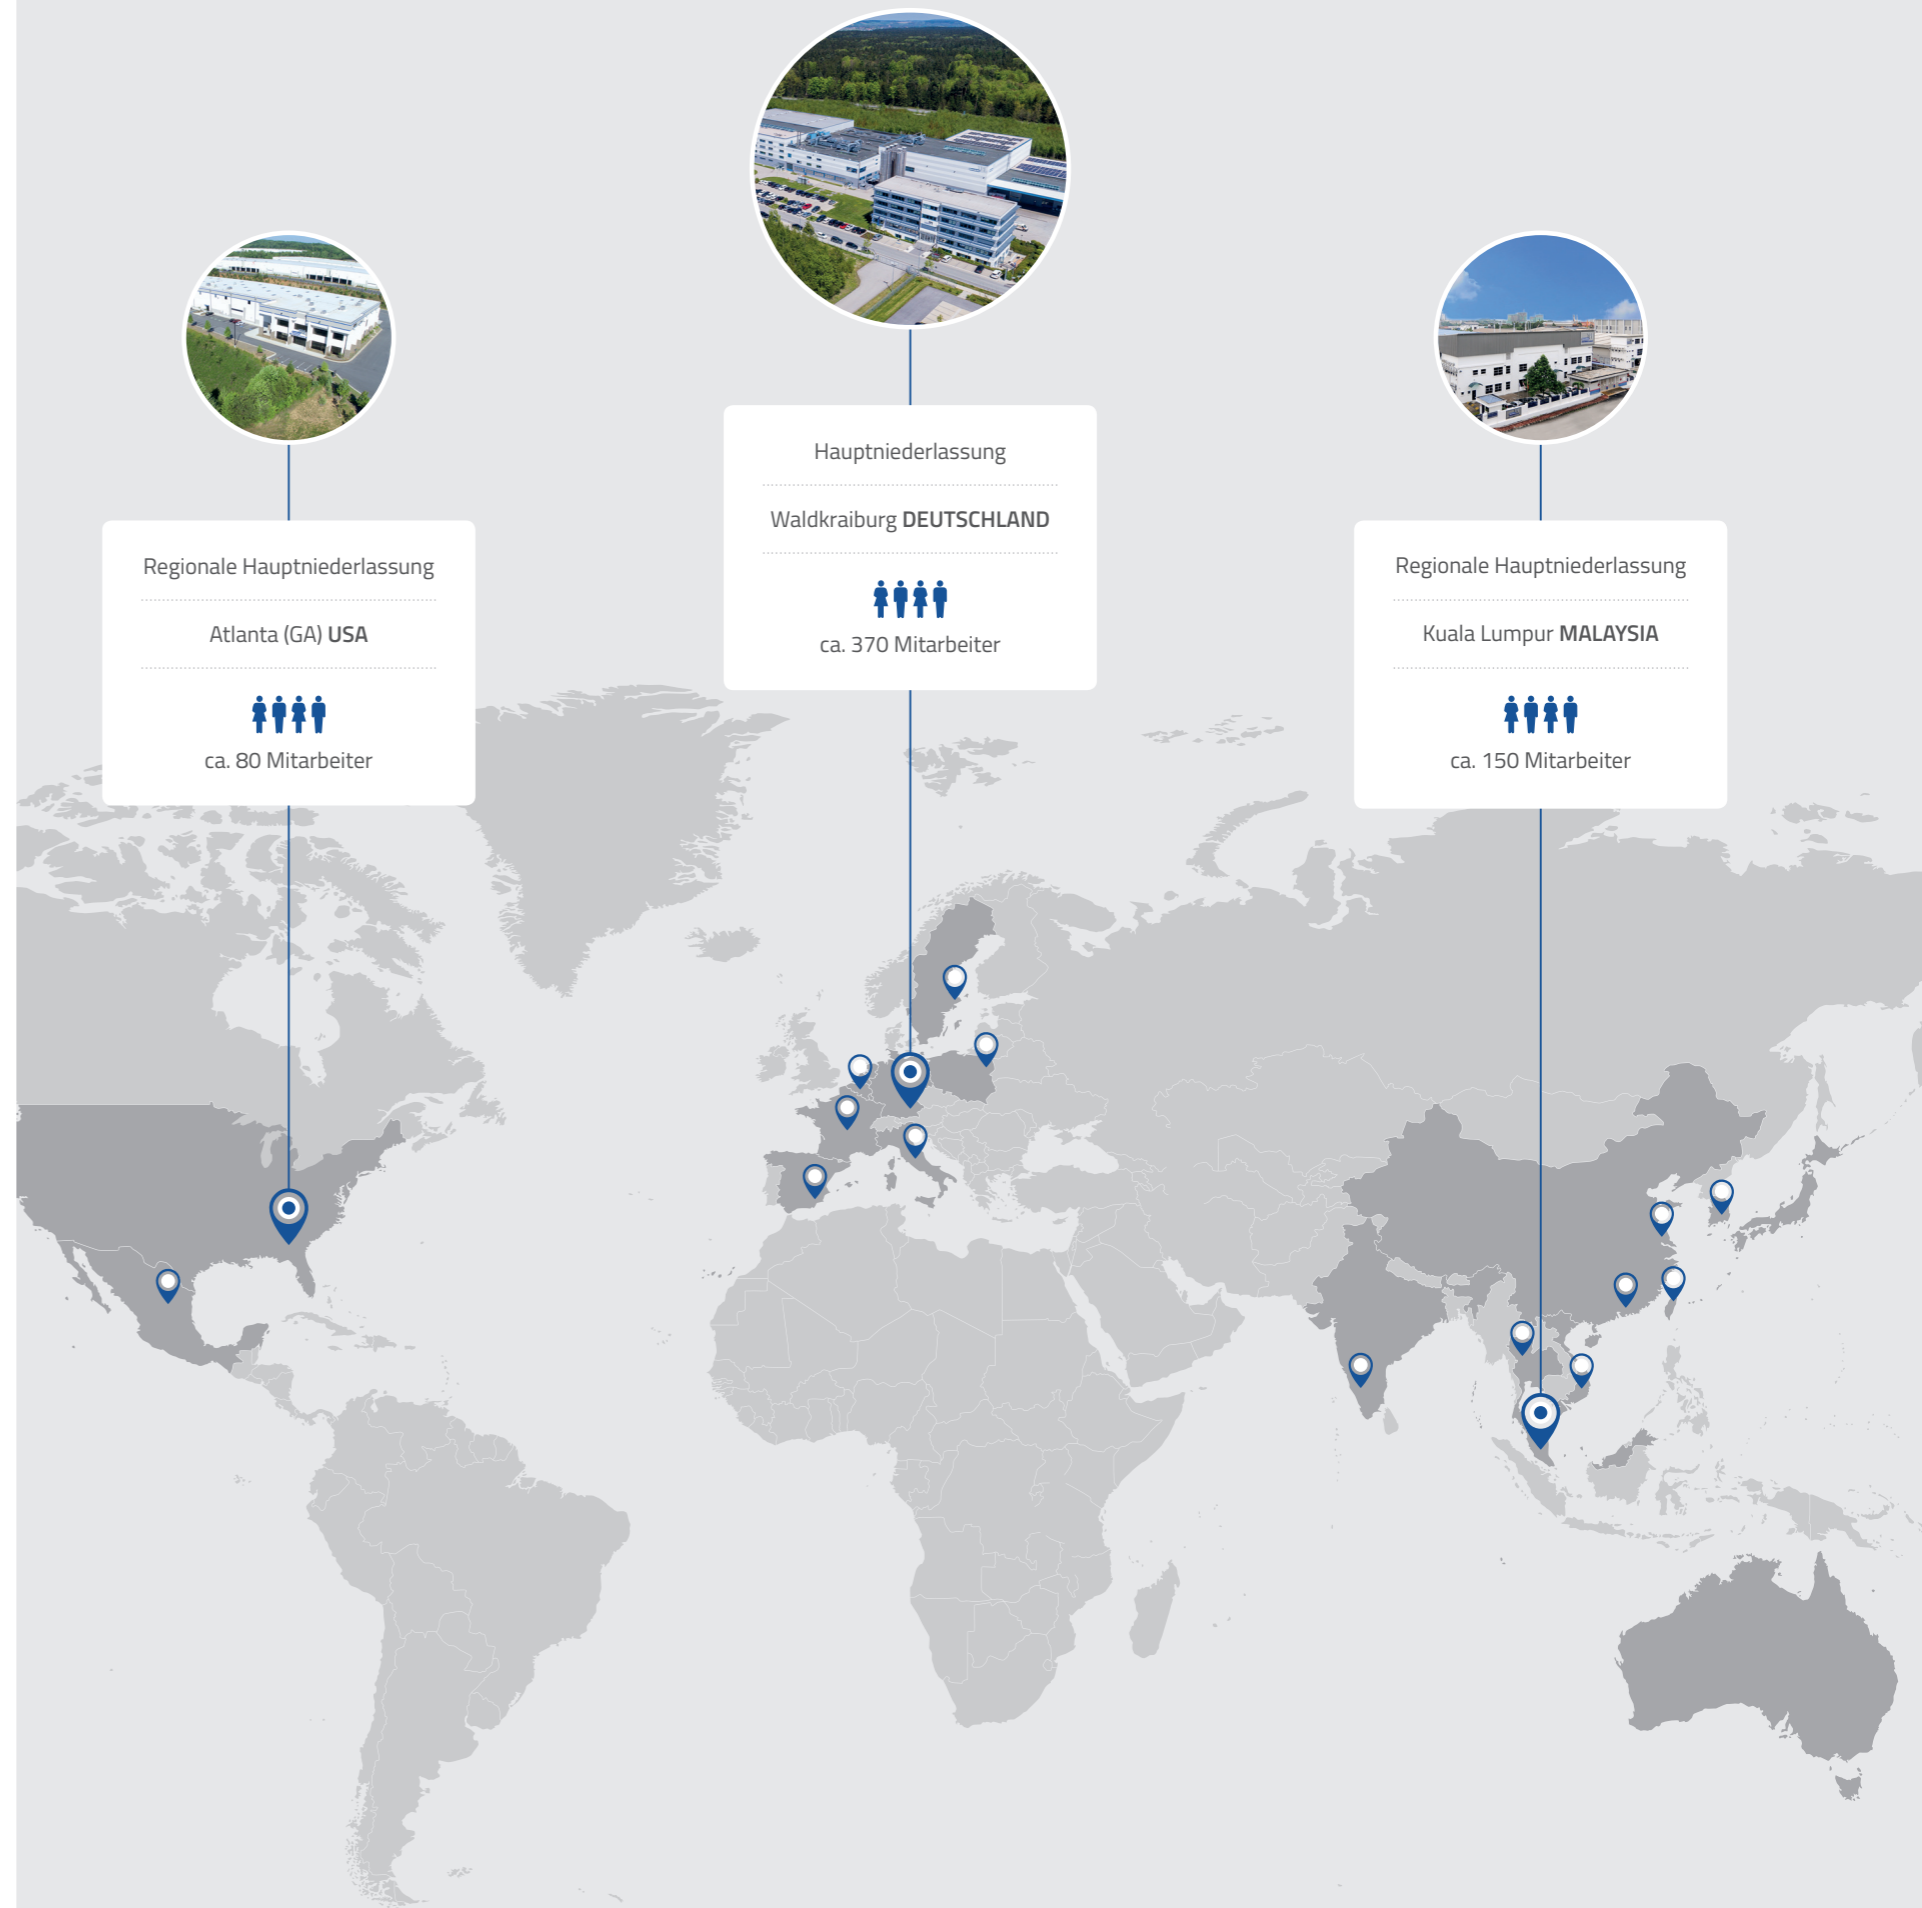 Hauptniederlassung
Waldkraiburg DEUTSCHLAND
ca. 370 Mitarbeiter
Regionale Hauptniederlassung
Atlanta (GA) USA
ca. 80 Mitarbeiter
Regionale Hauptniederlassung
Kuala Lumpur MALAYSIA
ca. 150 Mitarbeiter